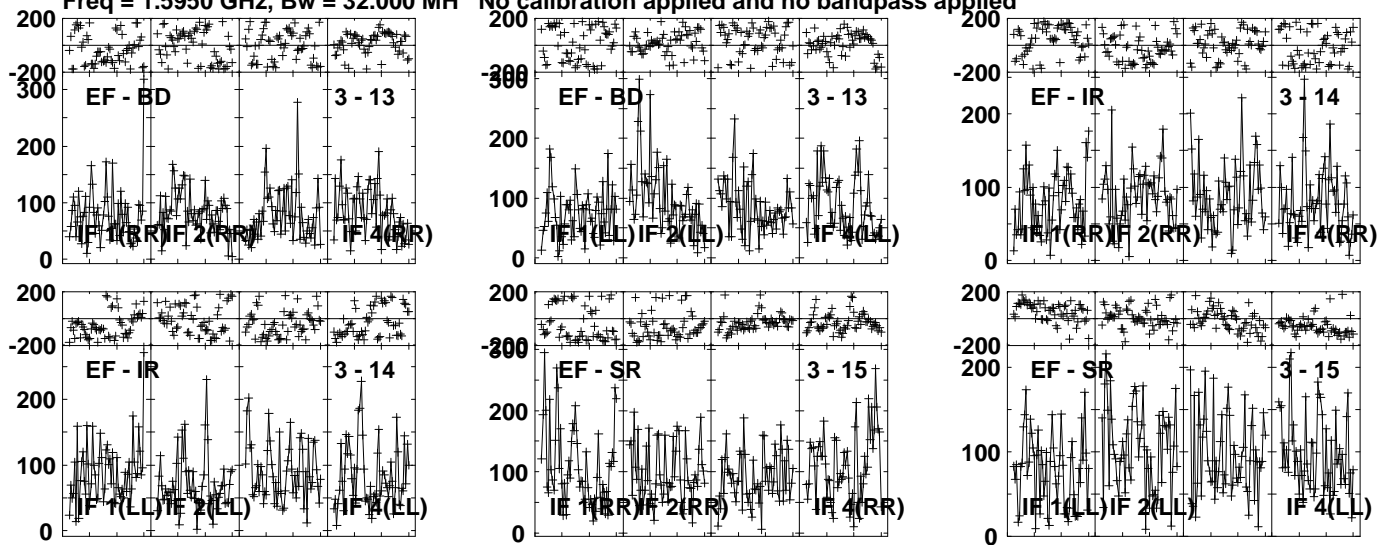 Freq = 1.5950 GHz, Bw = 32.000 MH No calibration applied and no bandpass applied
200
-200
300
EF - BD
3 - 13
200
100
IF 1(RR) IF 2(RR) IF 4(RR)
0
200
-200
300
EF - BD
3 - 13
200
100
IF 1(LL) IF 2(LL) IF 4(LL)
0
200
-200
EF - IR
3 - 14
200
100
IF 1(RR) IF 2(RR) IF 4(RR)
0
200
-200
EF - IR
3 - 14
200
100
IF 1(LL) IF 2(LL) IF 4(LL)
0
200
-200
300
EF - SR
3 - 15
200
100
IF 1(RR) IF 2(RR) IF 4(RR)
0
200
-200
EF - SR
3 - 15
200
100
IF 1(LL) IF 2(LL) IF 4(LL)
0